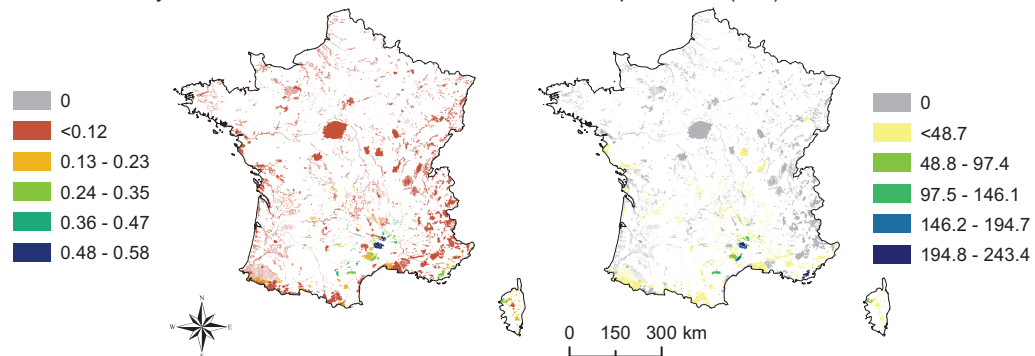 0
<0.12
0.13 - 0.23
0.24 - 0.35
0.36 - 0.47
0.48 - 0.58
N
W
E
S
0 150 300 km
0
<48.7
48.8 - 97.4
97.5 - 146.1
146.2 - 194.7
194.8 - 243.4